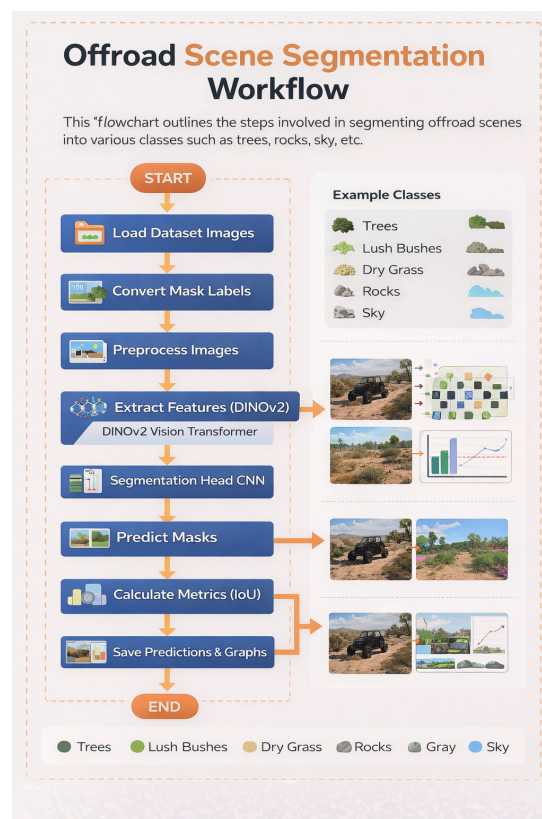 Offroad Scene Segmentation
Workflow
This "flowchart outlines the steps involved in segmenting offroad scenes
into various classes such as trees, rocks, sky, etc.
START
Load Dataset Images
100
Convert Mask Labels
Preprocess Images
Extract Features (DINOv2)
DINOv2 Vision Transformer
Segmentation Head CNN
Predict Masks
Calculate Metrics (IoU)
Save Predictions & Graphs
END
Example Classes
Trees
Lush Bushes
Dry Grass
Rocks
Sky
Trees
Lush Bushes
Dry Grass
Rocks
Gray
Sky